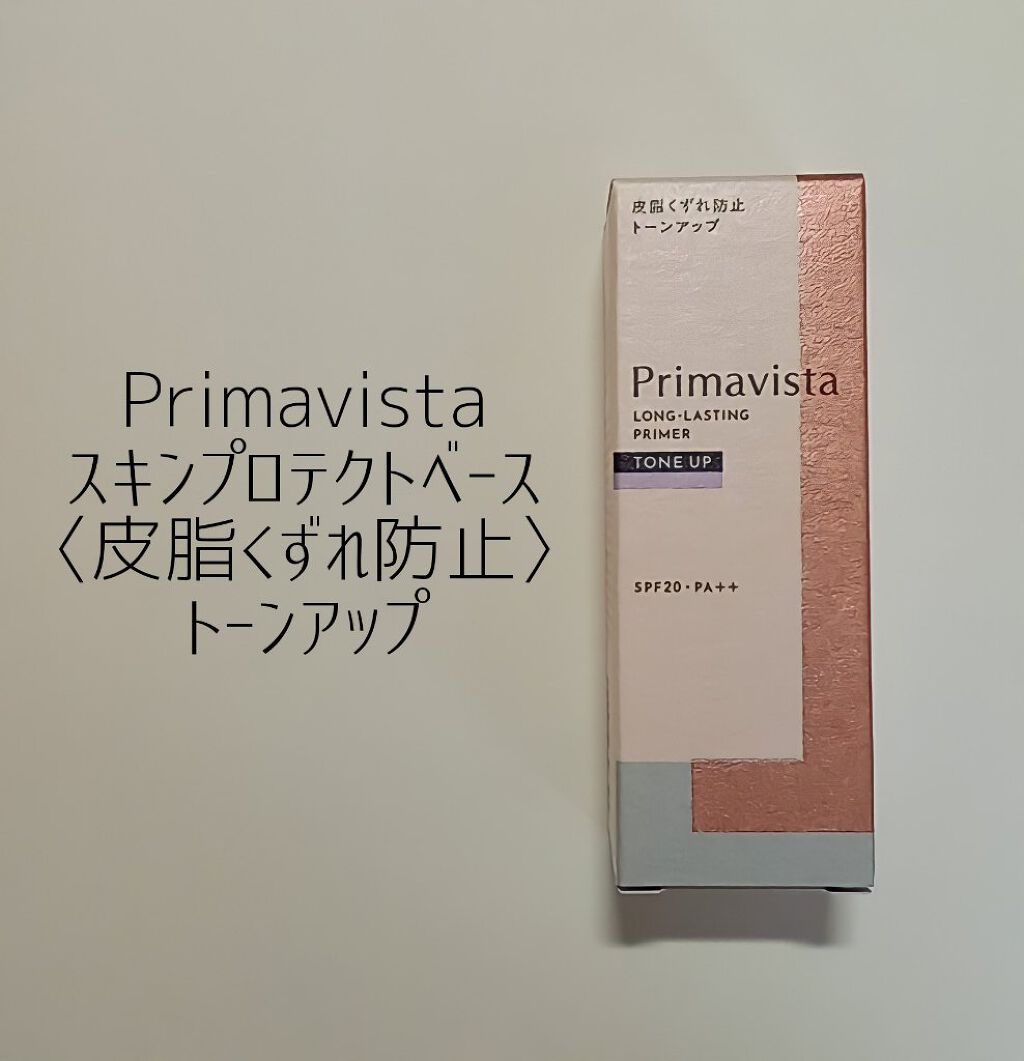 Primavista
スキンプロテクトベース
〈皮脂くずれ防止〉
トーンアップ
皮脂くずれ防止
トーンアップ
Primavista
LONG-LASTING
PRIMER
TONE UP
SPF20・PA++